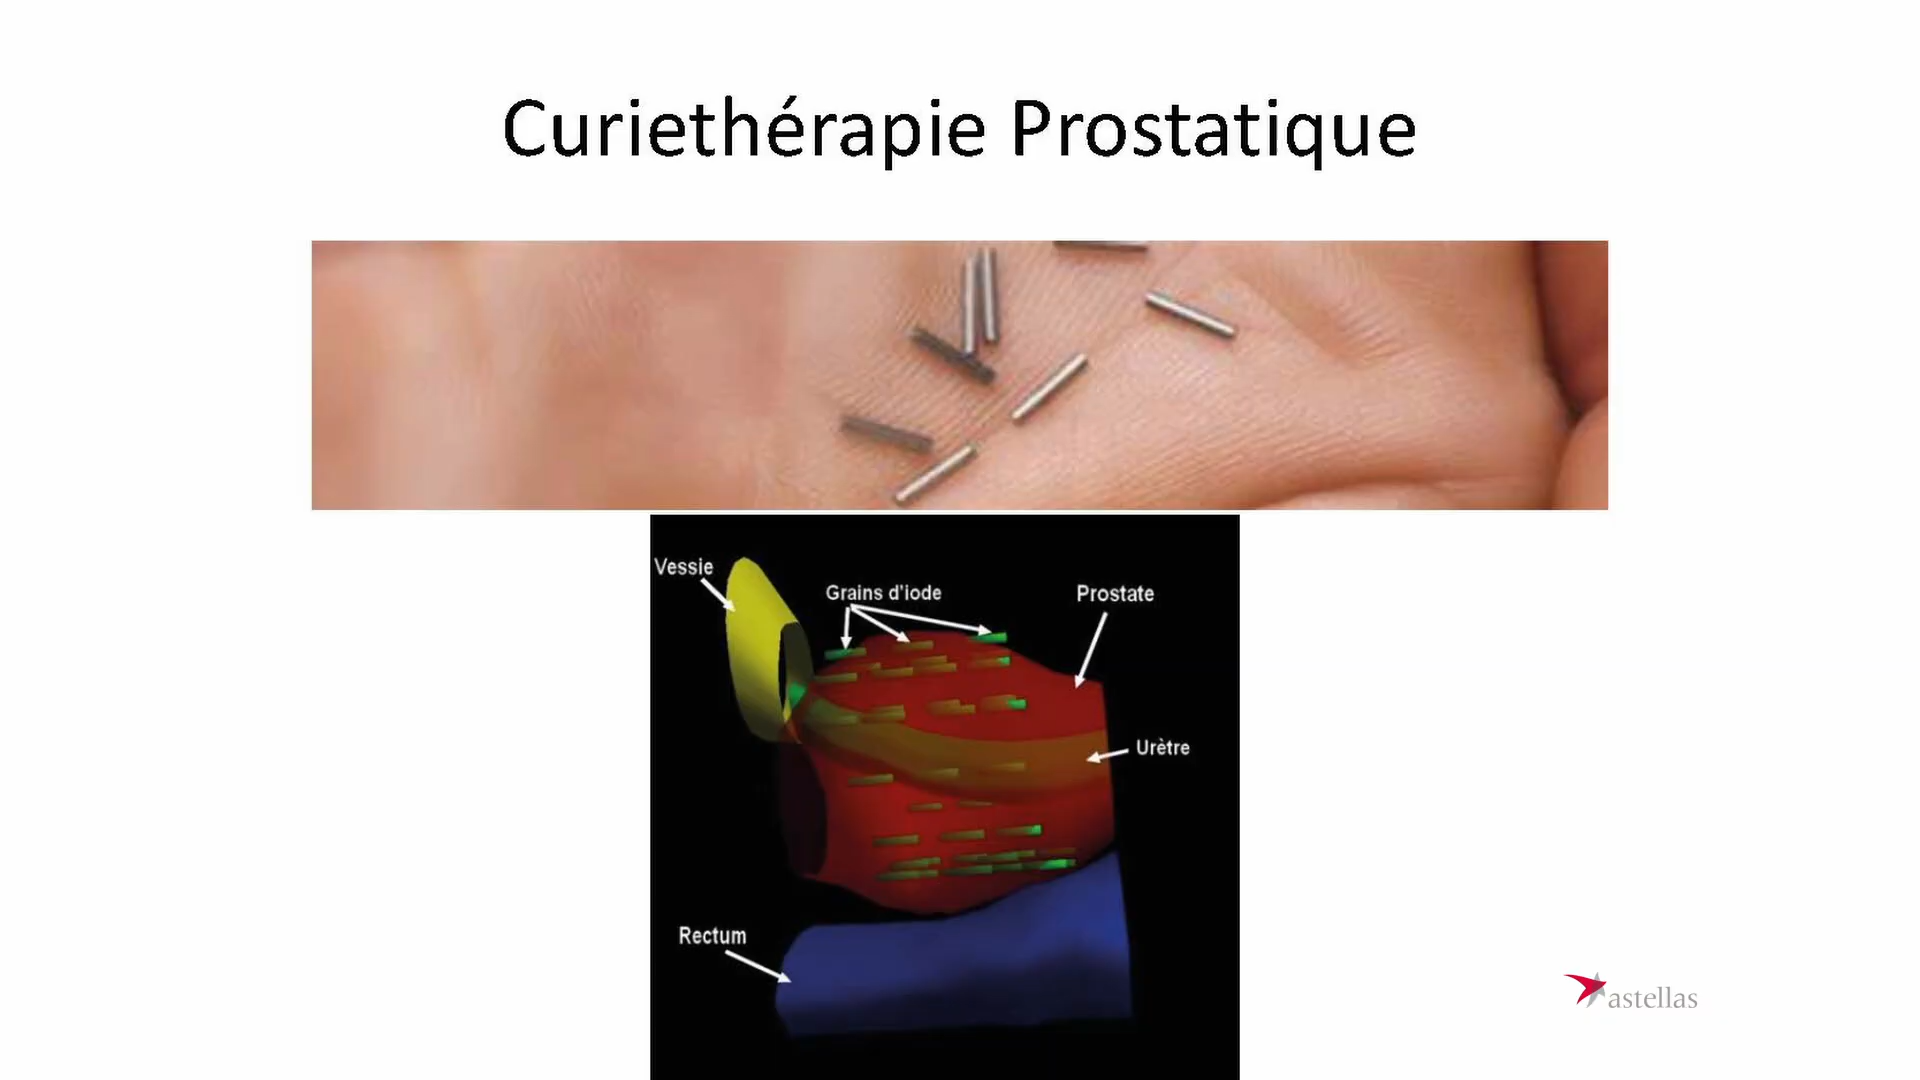 Curiethérapie Prostatique
Vessie
Grains d'iode
Prostate
Urètre
Rectum
astellas